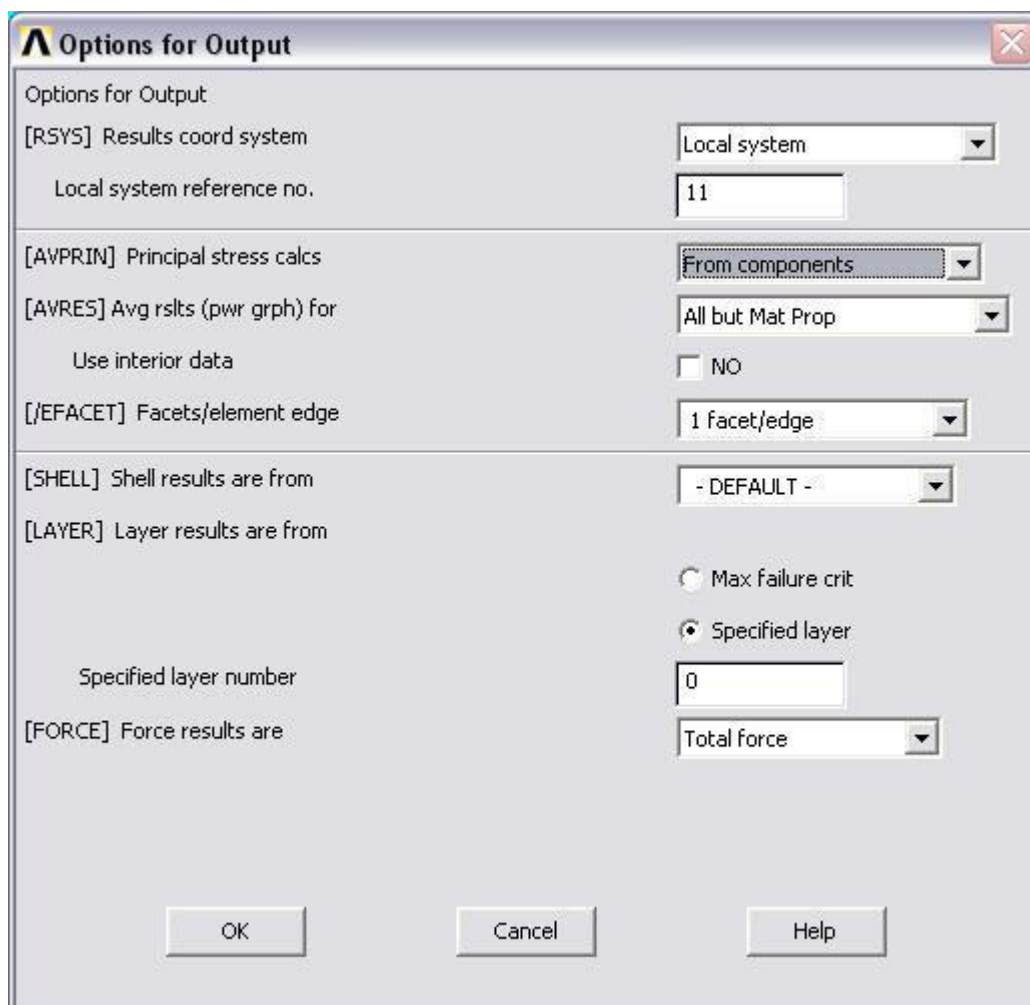 Options for Output
Options for Output
[RSYS] Results coord system Local system
Local system reference no. 11
[AVPRIN] Principal stress calcs From components
[AVRES] Avg rslts (pwr grph) for All but Mat Prop
Use interior data NO
[/EFACET] Facets/element edge 1 facet/edge
[SHELL] Shell results are from - DEFAULT -
[LAYER] Layer results are from
Max failure crit
Specified layer
Specified layer number 0
[FORCE] Force results are Total force
OK Cancel Help